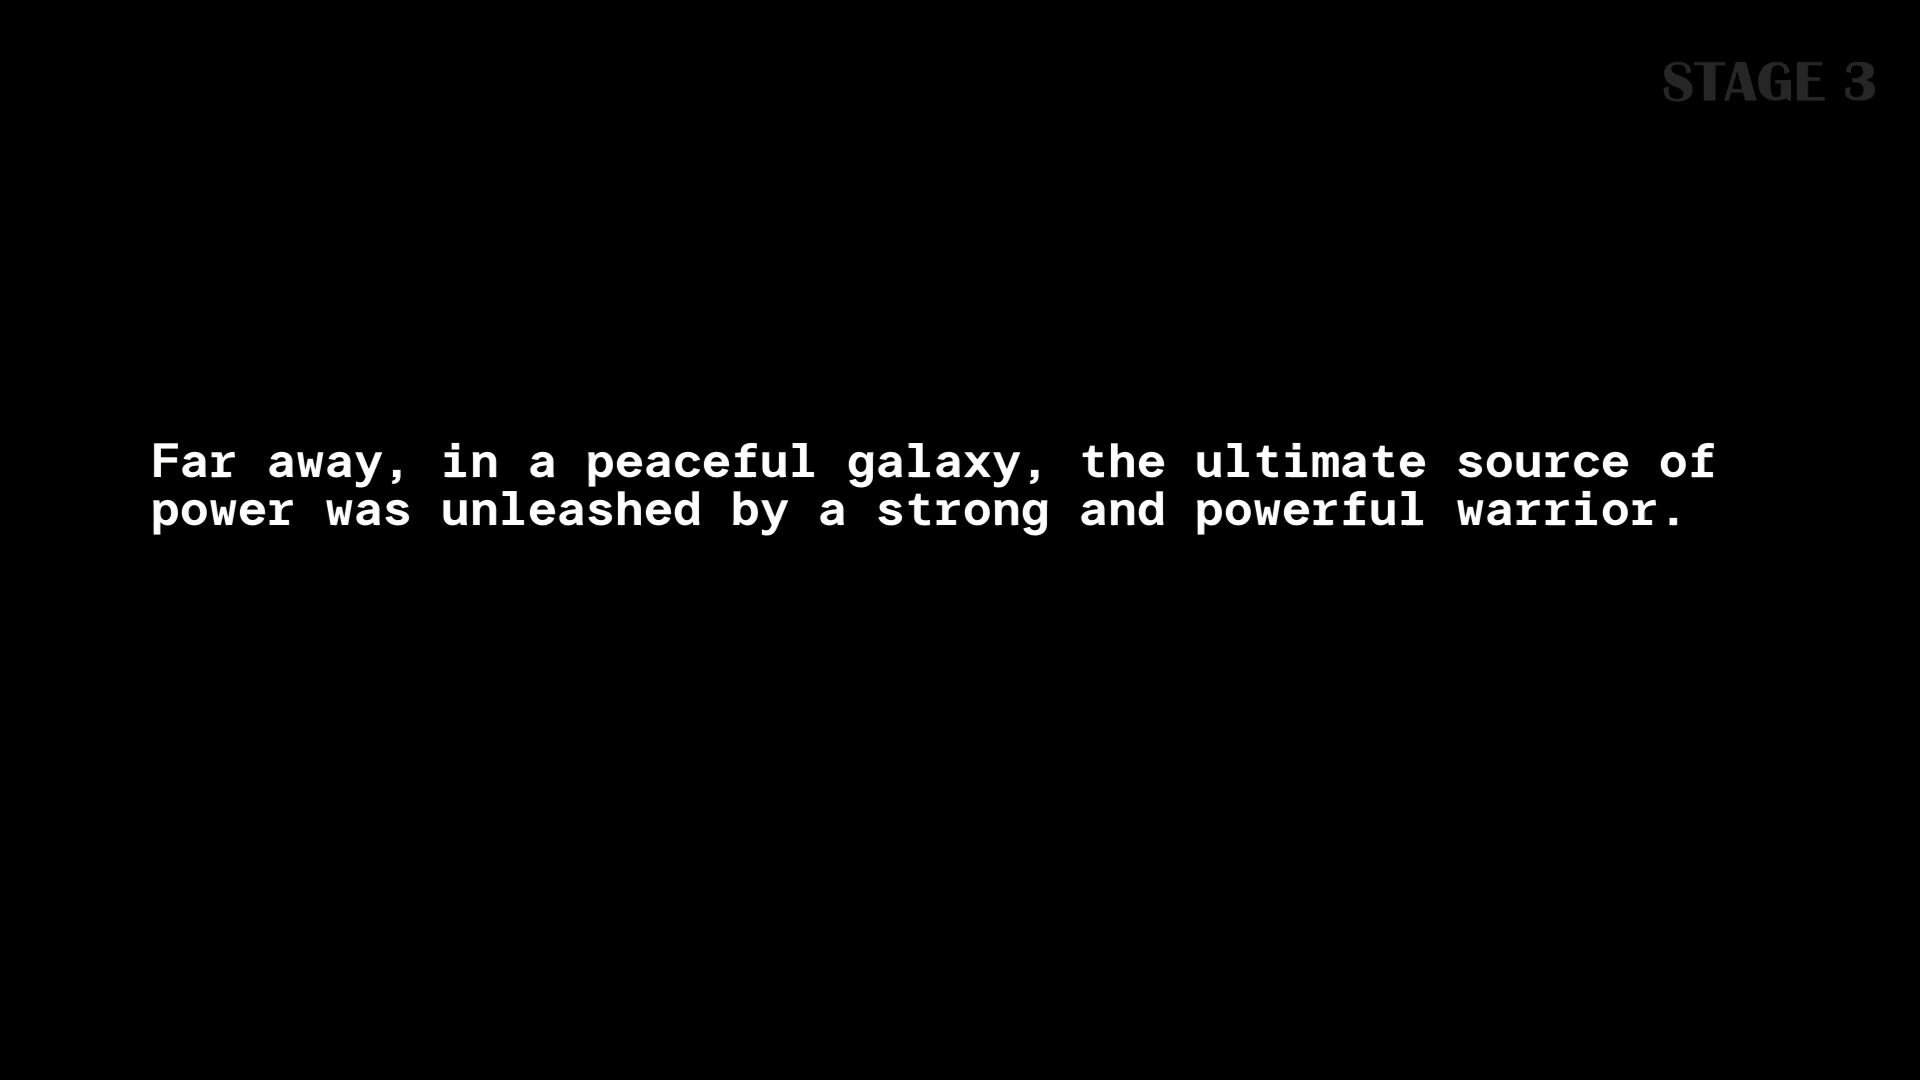 STAGE 3
Far away, in a peaceful galaxy, the ultimate source of
power was unleashed by a strong and powerful warrior.